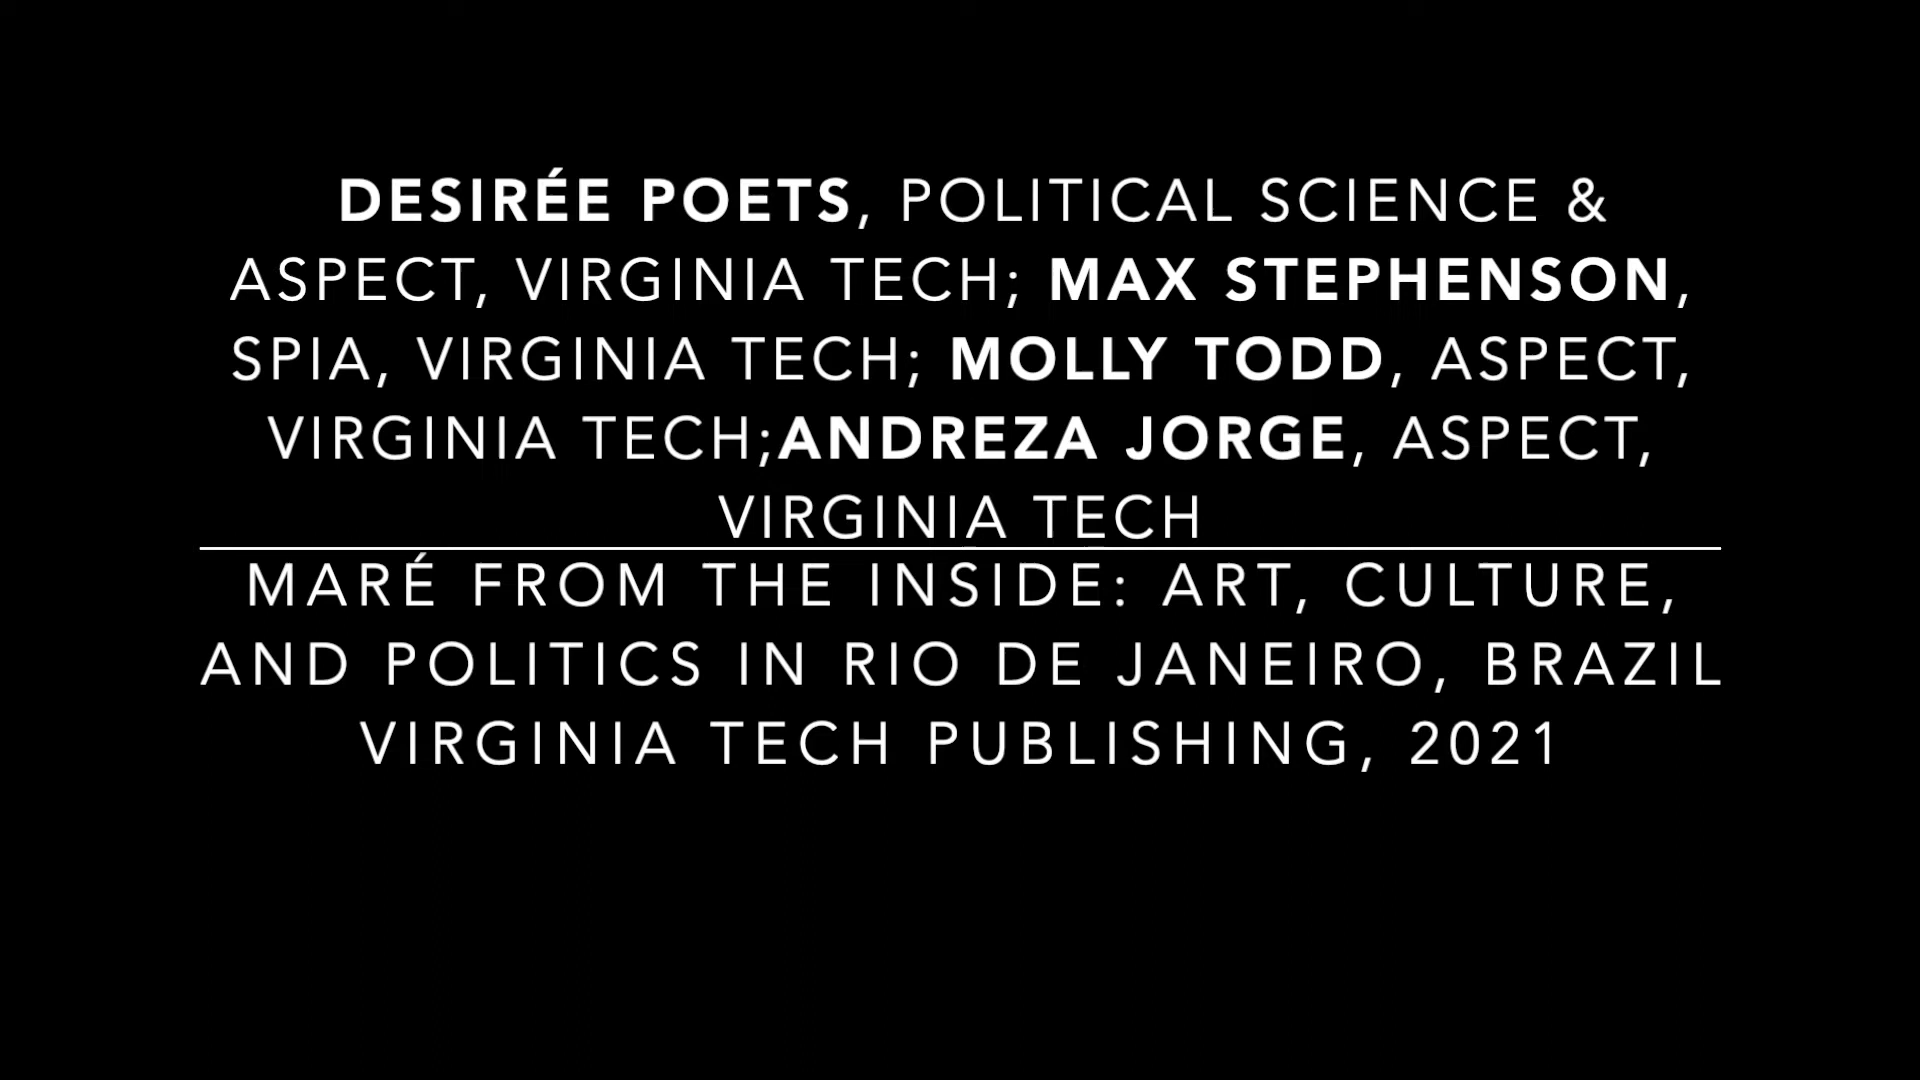 DESIRÉE POETS, POLITICAL SCIENCE &
ASPECT, VIRGINIA TECH; MAX STEPHENSON,
SPIA, VIRGINIA TECH; MOLLY TODD, ASPECT,
VIRGINIA TECH;ANDREZA JORGE, ASPECT,
VIRGINIA TECH
MARÉ FROM THE INSIDE: ART, CULTURE,
AND POLITICS IN RIO DE JANEIRO, BRAZIL
VIRGINIA TECH PUBLISHING, 2021